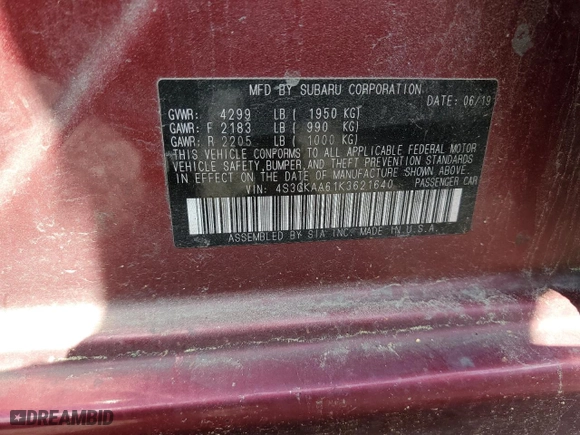 MFD BY SUBARU CORPORATION
DATE: 06/19
GVWR: 4299 LB ( 1950 KG)
GAWR: F 2183 LB ( 990 KG)
GAWR: R 2205 LB ( 1000 KG)
THIS VEHICLE CONFORMS TO ALL APPLICABLE FEDERAL MOTOR
VEHICLE SAFETY, BUMPER, AND THEFT PREVENTION STANDARDS
IN EFFECT ON THE DATE OF MANUFACTURE SHOWN ABOVE.
VIN: 4S3GKAA61K3621640 PASSENGER CAR
ASSEMBLED BY SIA INC. MADE IN U.S.A.
DREAMBID